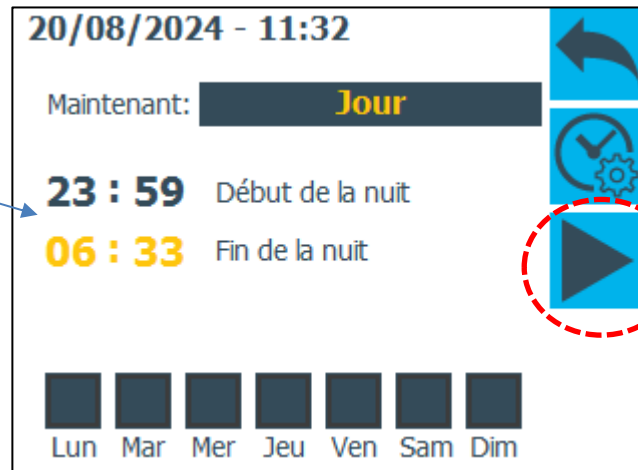 20/08/2024 - 11:32
Maintenant: Jour
23 : 59 Début de la nuit
06 : 33 Fin de la nuit
Lun Mar Mer Jeu Ven Sam Dim